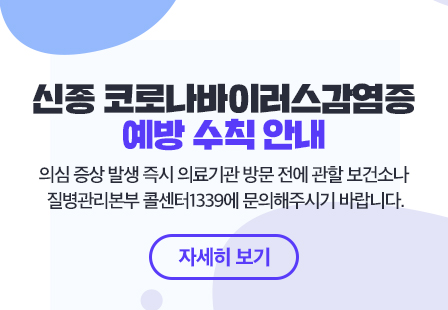 신종 코로나바이러스감염증
예방 수칙 안내
의심 증상 발생 즉시 의료기관 방문 전에 관할 보건소나
질병관리본부 콜센터1339에 문의해주시기 바랍니다.
자세히 보기